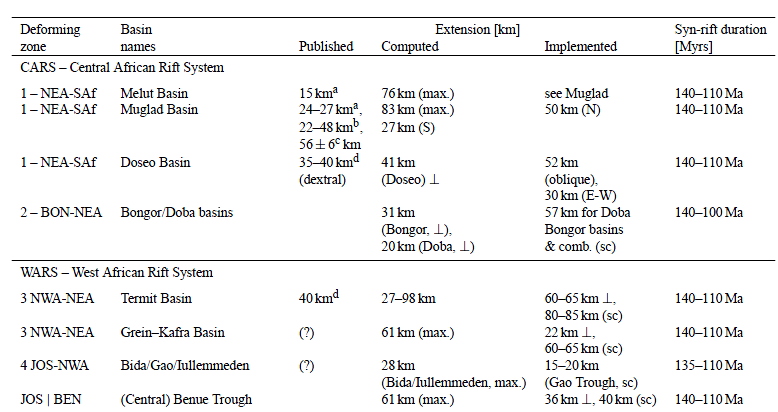 Deforming Basin Extension [km] Syn-rift duration
zone names Published Computed Implemented [Myrs]
CARS – Central African Rift System
1 – NEA-SAf Melut Basin 15 km^a 76 km (max.) see Muglad 140–110 Ma
1 – NEA-SAf Muglad Basin 24–27 km^a, 83 km (max.) 50 km (N) 140–110 Ma
22–48 km^b, 27 km (S)
56 ± 6^c km
1 – NEA-SAf Doseo Basin 35–40 km^d 41 km 52 km 140–110 Ma
(dextral) (Doseo) ⊥ (oblique),
30 km (E-W)
2 – BON-NEA Bongor/Doba basins 31 km 57 km for Doba 140–100 Ma
(Bongor, ⊥), Bongor basins
20 km (Doba, ⊥) & comb. (sc)
WARS – West African Rift System
3 NWA-NEA Termit Basin 40 km^d 27–98 km 60–65 km ⊥, 140–110 Ma
80–85 km (sc)
3 NWA-NEA Grein–Kafra Basin (?) 61 km (max.) 22 km ⊥, 140–110 Ma
60–65 km (sc)
4 JOS-NWA Bida/Gao/Iullemmeden (?) 28 km 15–20 km 135–110 Ma
(Bida/Iullemmeden, max.) (Gao Trough, sc)
JOS | BEN (Central) Benue Trough 61 km (max.) 36 km ⊥, 40 km (sc) 140–110 Ma